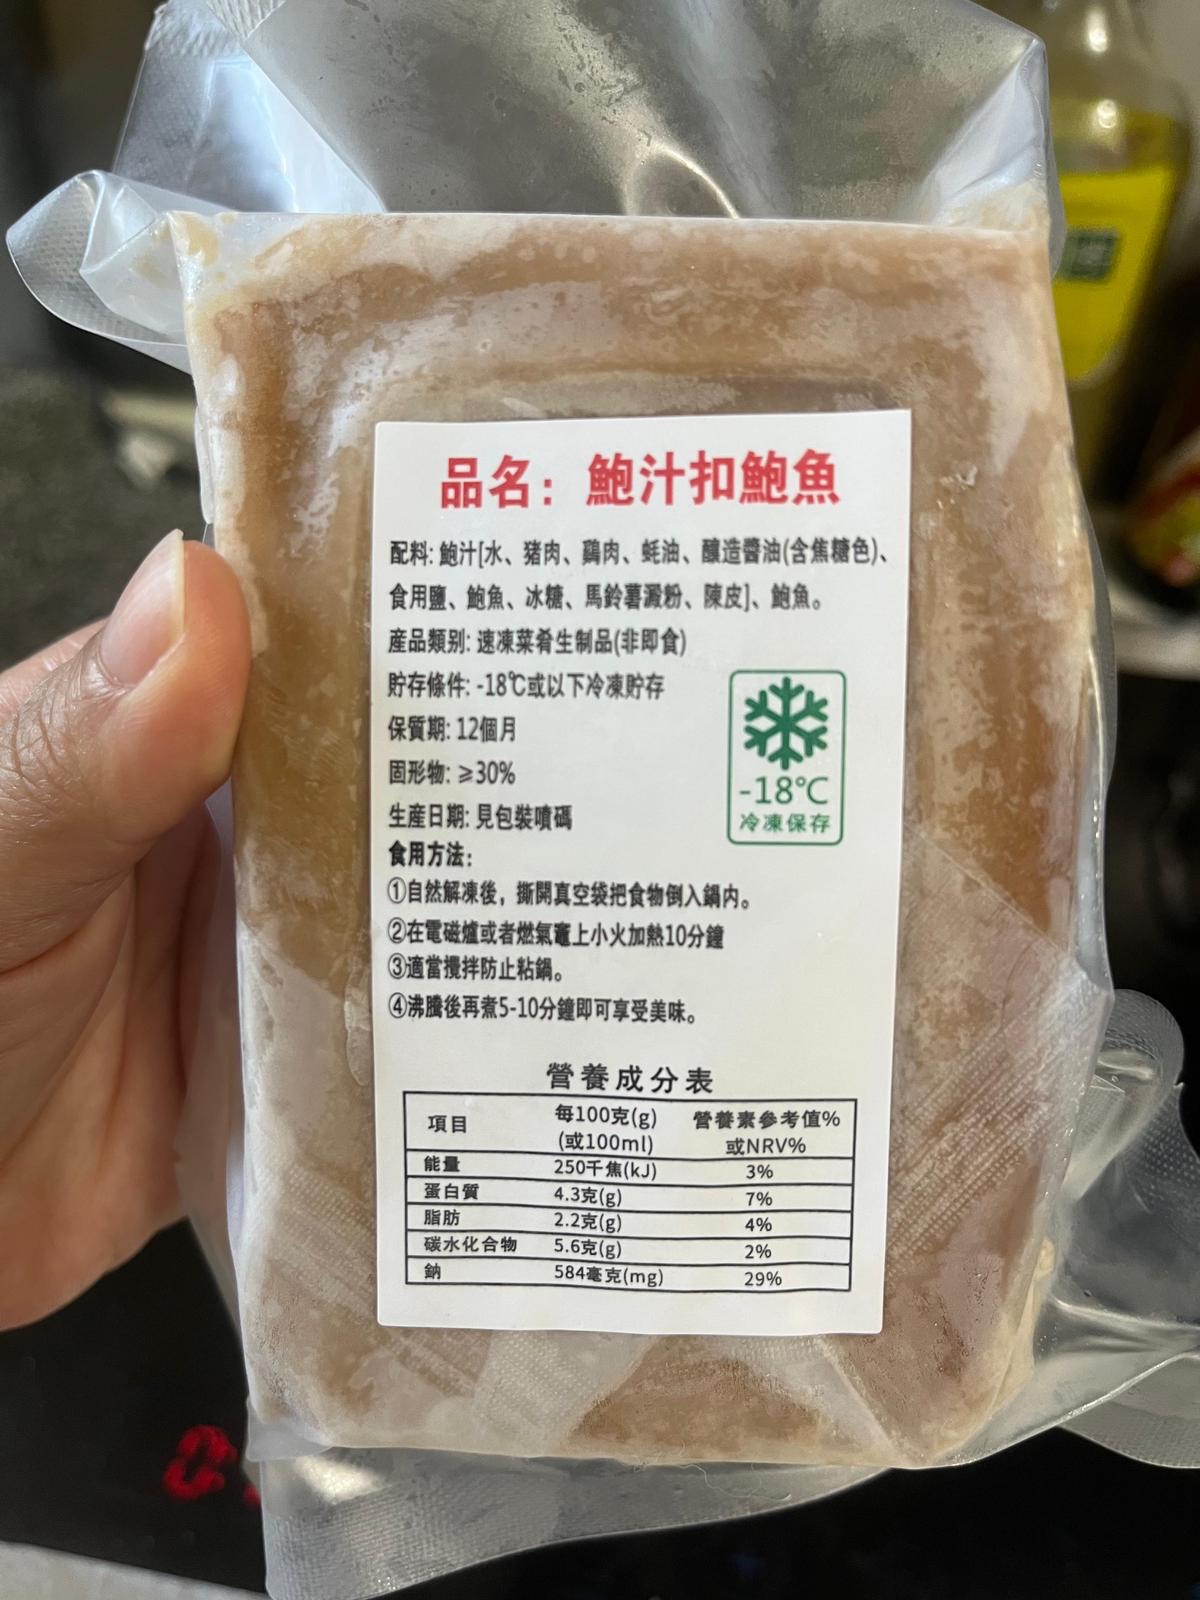 品名：鮑汁扣鮑魚
配料: 鮑汁[水、猪肉、鷄肉、蚝油、釀造醬油(含焦糖色)、
食用鹽、鮑魚、冰糖、馬鈴薯澱粉、陳皮]、鮑魚。
産品類别: 速凍菜肴生制品(非即食)
貯存條件: -18℃或以下冷凍貯存
保質期: 12個月
固形物: ⩾30%
生産日期: 見包裝噴碼
-18℃
冷凍保存
食用方法：
①自然解凍後，撕開真空袋把食物倒入鍋内。
②在電磁爐或者燃氣竈上小火加熱10分鐘
③適當攪拌防止粘鍋。
④沸騰後再煮5-10分鐘即可享受美味。
營養成分表
項目 每100克(g) (或100ml) 營養素參考值% 或NRV%
能量 250千焦(kJ) 3%
蛋白質 4.3克(g) 7%
脂肪 2.2克(g) 4%
碳水化合物 5.6克(g) 2%
鈉 584毫克(mg) 29%